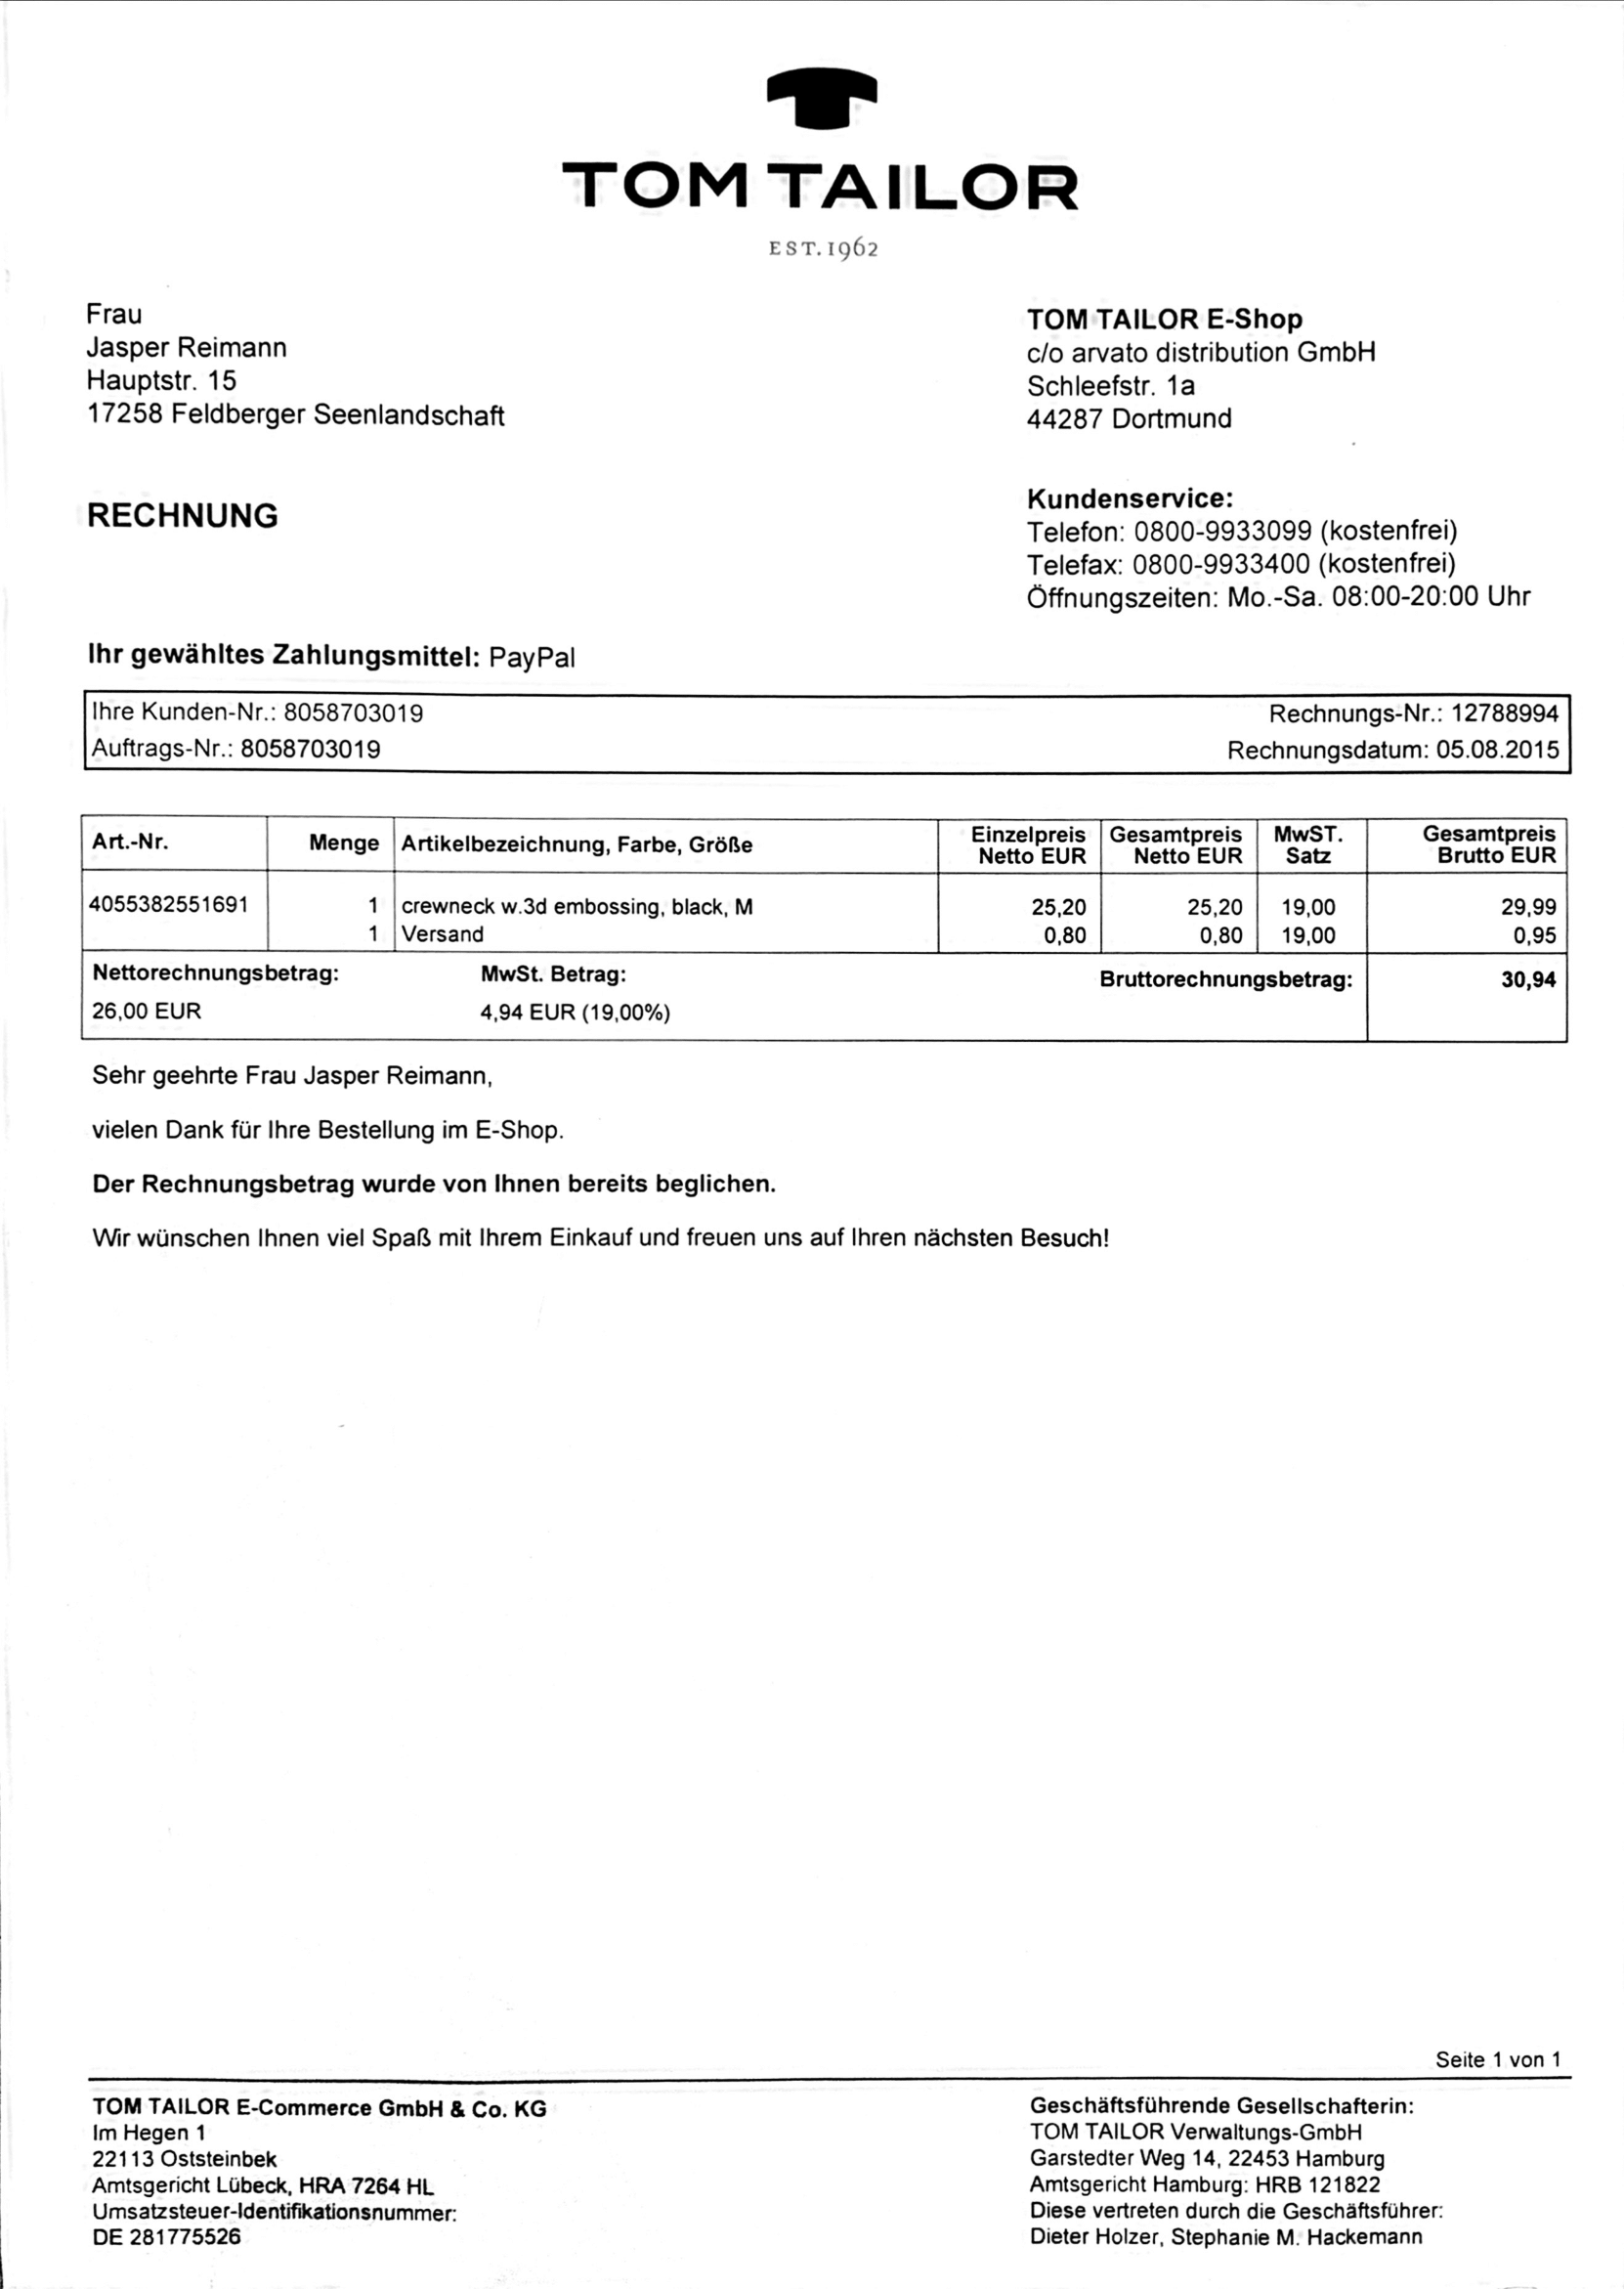 TOM TAILOR
EST. 1962
Frau
Jasper Reimann
Hauptstr. 15
17258 Feldberger Seenlandschaft
TOM TAILOR E-Shop
c/o arvato distribution GmbH
Schleefstr. 1a
44287 Dortmund
RECHNUNG
Kundenservice:
Telefon: 0800-9933099 (kostenfrei)
Telefax: 0800-9933400 (kostenfrei)
Öffnungszeiten: Mo.-Sa. 08:00-20:00 Uhr
Ihr gewähltes Zahlungsmittel: PayPal
Ihre Kunden-Nr.: 8058703019 Rechnungs-Nr.: 12788994
Auftrags-Nr.: 8058703019 Rechnungsdatum: 05.08.2015
Art.-Nr. Menge Artikelbezeichnung, Farbe, Größe Einzelpreis Netto EUR Gesamtpreis Netto EUR MwST. Satz Gesamtpreis Brutto EUR
4055382551691 1 crewneck w.3d embossing, black, M 25,20 25,20 19,00 29,99
1 Versand 0,80 0,80 19,00 0,95
Nettorechnungsbetrag: MwSt. Betrag: Bruttorechnungsbetrag: 30,94
26,00 EUR 4,94 EUR (19,00%)
Sehr geehrte Frau Jasper Reimann,
vielen Dank für Ihre Bestellung im E-Shop.
Der Rechnungsbetrag wurde von Ihnen bereits beglichen.
Wir wünschen Ihnen viel Spaß mit Ihrem Einkauf und freuen uns auf Ihren nächsten Besuch!
Seite 1 von 1
TOM TAILOR E-Commerce GmbH & Co. KG
Im Hegen 1
22113 Oststeinbek
Amtsgericht Lübeck, HRA 7264 HL
Umsatzsteuer-Identifikationsnummer:
DE 281775526
Geschäftsführende Gesellschafterin:
TOM TAILOR Verwaltungs-GmbH
Garstedter Weg 14, 22453 Hamburg
Amtsgericht Hamburg: HRB 121822
Diese vertreten durch die Geschäftsführer:
Dieter Holzer, Stephanie M. Hackemann